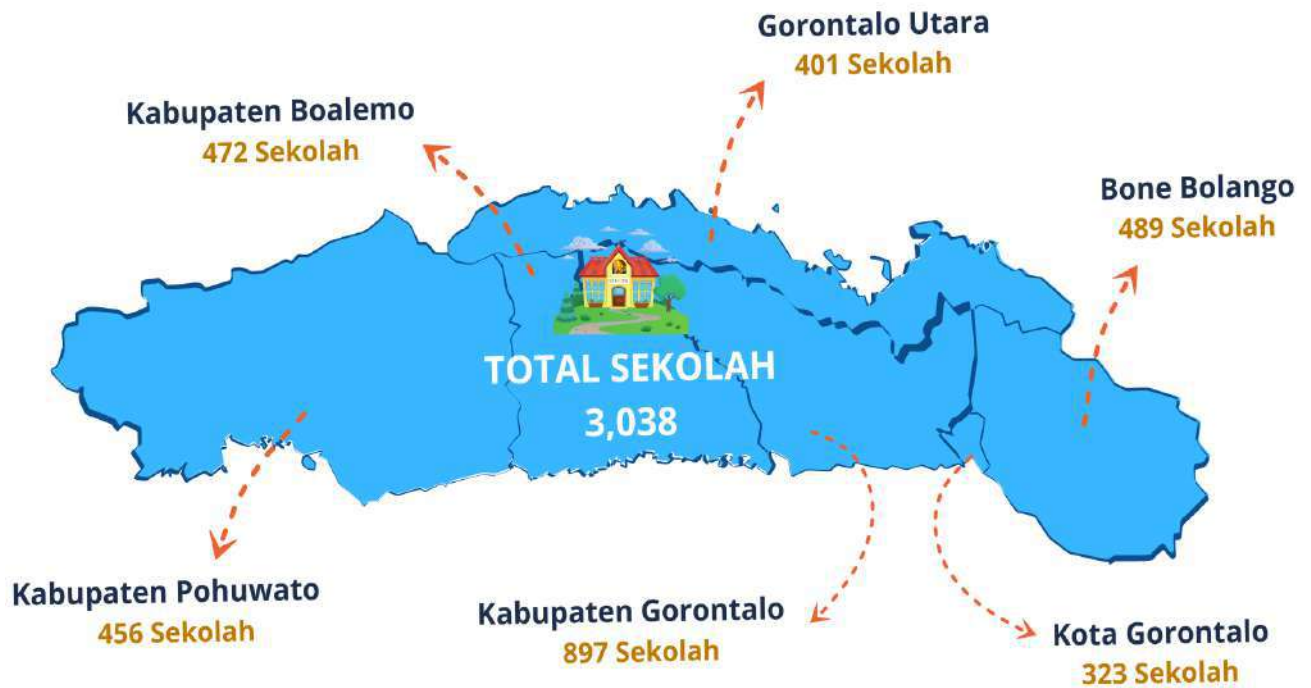 Gorontalo Utara
401 Sekolah
Kabupaten Boalemo
472 Sekolah
Bone Bolango
489 Sekolah
TOTAL SEKOLAH
3,038
Kabupaten Pohuwato
456 Sekolah
Kabupaten Gorontalo
897 Sekolah
Kota Gorontalo
323 Sekolah